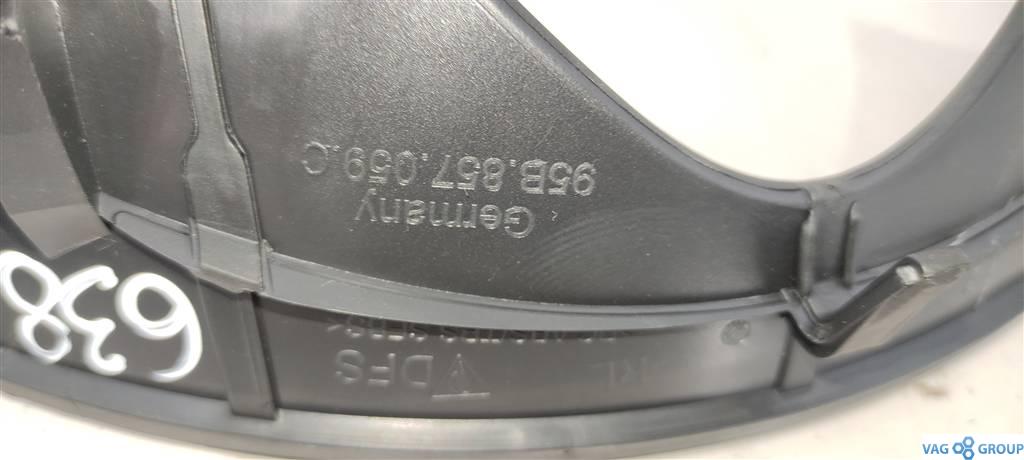 95B.857.059.C
Germany
DFS
638
VAG GROUP